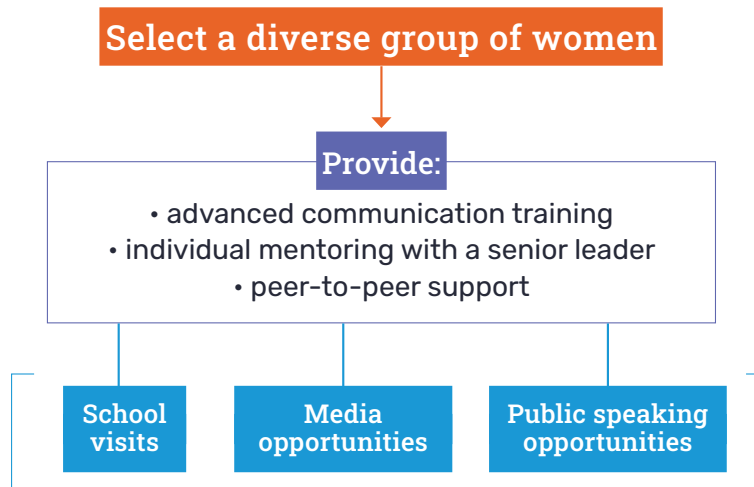 Select a diverse group of women
Provide:
• advanced communication training
• individual mentoring with a senior leader
• peer-to-peer support
School
visits
Media
opportunities
Public speaking
opportunities